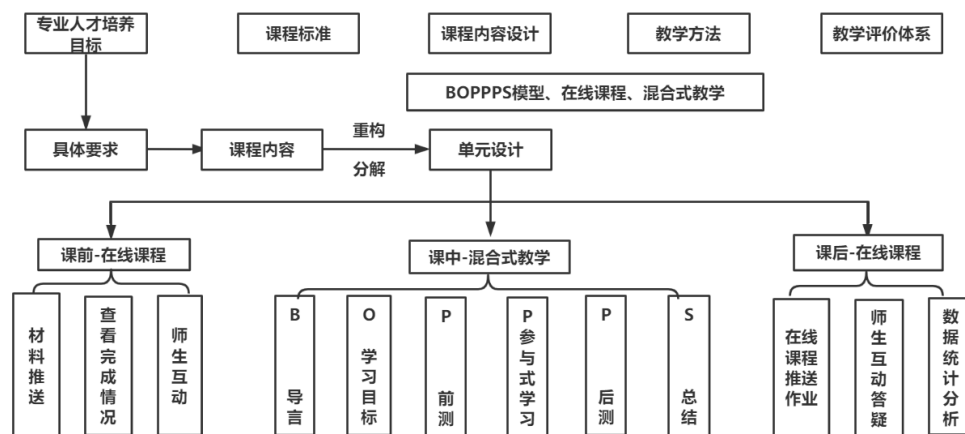 专业人才培养
目标
课程标准
课程内容设计
教学方法
教学评价体系
BOPPPS模型、在线课程、混合式教学
具体要求
课程内容
重构
分解
单元设计
课前-在线课程
课中-混合式教学
课后-在线课程
材料推送
查看完成情况
师生互动
B 导言
O 学习目标
P 前测
P 参与式学习
P 后测
S 总结
在线课程推送作业
师生互动答疑
数据统计分析